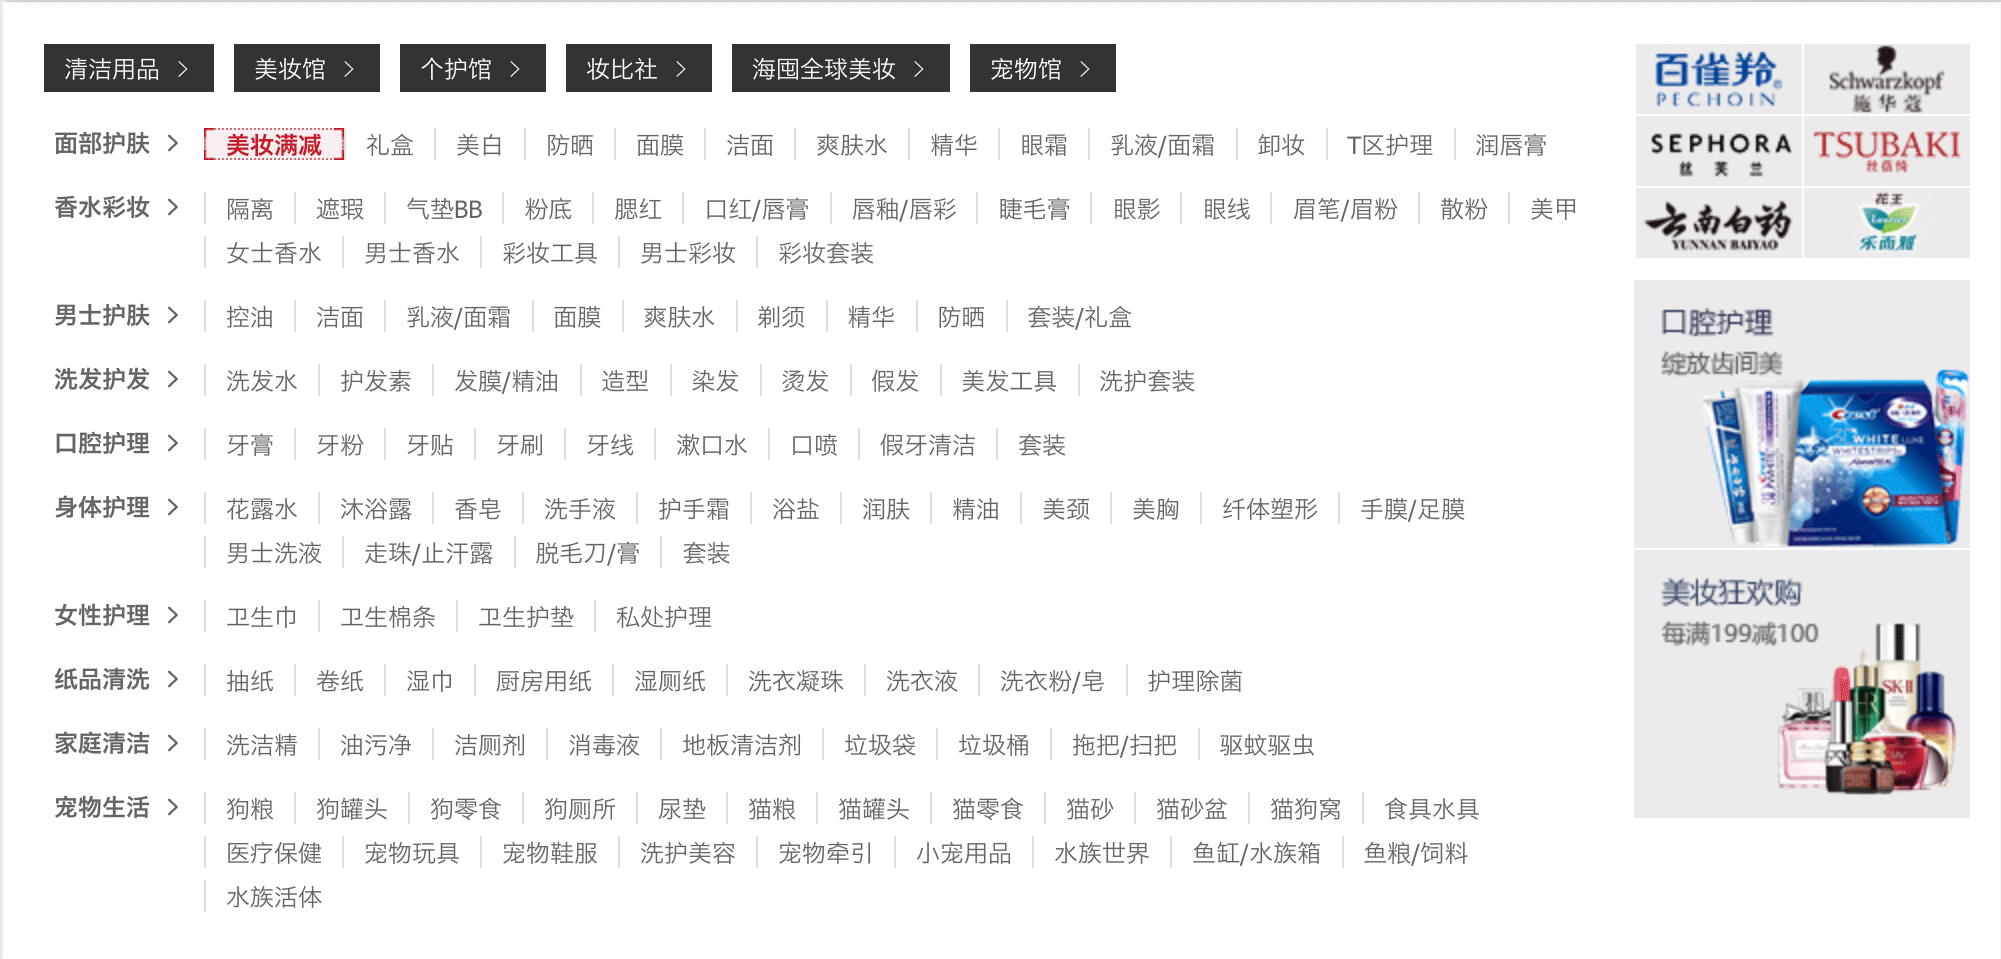 清洁用品 美妆馆 个护馆 妆比社 海囤全球美妆 宠物馆
面部护肤 美妆满减 礼盒 美白 防晒 面膜 洁面 爽肤水 精华 眼霜 乳液/面霜 卸妆 T区护理 润唇膏
香水彩妆 隔离 遮瑕 气垫BB 粉底 腮红 口红/唇膏 唇釉/唇彩 睫毛膏 眼影 眼线 眉笔/眉粉 散粉 美甲
女士香水 男士香水 彩妆工具 男士彩妆 彩妆套装
男士护肤 控油 洁面 乳液/面霜 面膜 爽肤水 剃须 精华 防晒 套装/礼盒
洗发护发 洗发水 护发素 发膜/精油 造型 染发 烫发 假发 美发工具 洗护套装
口腔护理 牙膏 牙粉 牙贴 牙刷 牙线 漱口水 口喷 假牙清洁 套装
身体护理 花露水 沐浴露 香皂 洗手液 护手霜 浴盐 润肤 精油 美颈 美胸 纤体塑形 手膜/足膜
男士洗液 走珠/止汗露 脱毛刀/膏 套装
女性护理 卫生巾 卫生棉条 卫生护垫 私处护理
纸品清洗 抽纸 卷纸 湿巾 厨房用纸 湿厕纸 洗衣凝珠 洗衣液 洗衣粉/皂 护理除菌
家庭清洁 洗洁精 油污净 洁厕剂 消毒液 地板清洁剂 垃圾袋 垃圾桶 拖把/扫把 驱蚊驱虫
宠物生活 狗粮 狗罐头 狗零食 狗厕所 尿垫 猫粮 猫罐头 猫零食 猫砂 猫砂盆 猫狗窝 食具水具
医疗保健 宠物玩具 宠物鞋服 洗护美容 宠物牵引 小宠用品 水族世界 鱼缸/水族箱 鱼粮/饲料
水族活体
百雀羚
PECHOIN
Schwarzkopf
施华蔻
SEPHORA
丝芙兰
TSUBAKI
丝蓓绮
云南白药
YUNNAN BAIYAO
花王
Laurier
乐而雅
口腔护理
绽放齿间美
Crest
3D WHITE LUXE
WHITESTRIPS
美妆狂欢购
每满199减100
SK-II
HR